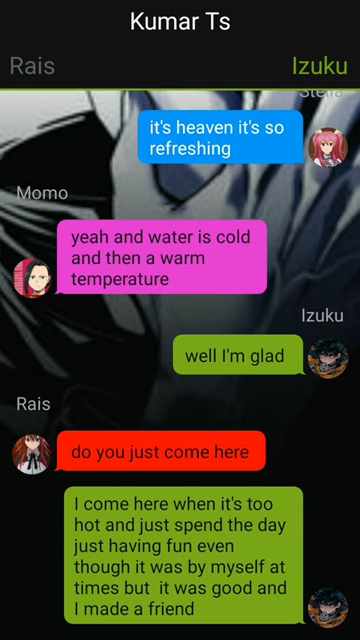 Kumar Ts
Rais Izuku
Stella
it's heaven it's so
refreshing
Momo
yeah and water is cold
and then a warm
temperature
Izuku
well I'm glad
Rais
do you just come here
I come here when it's too
hot and just spend the day
just having fun even
though it was by myself at
times but it was good and
I made a friend